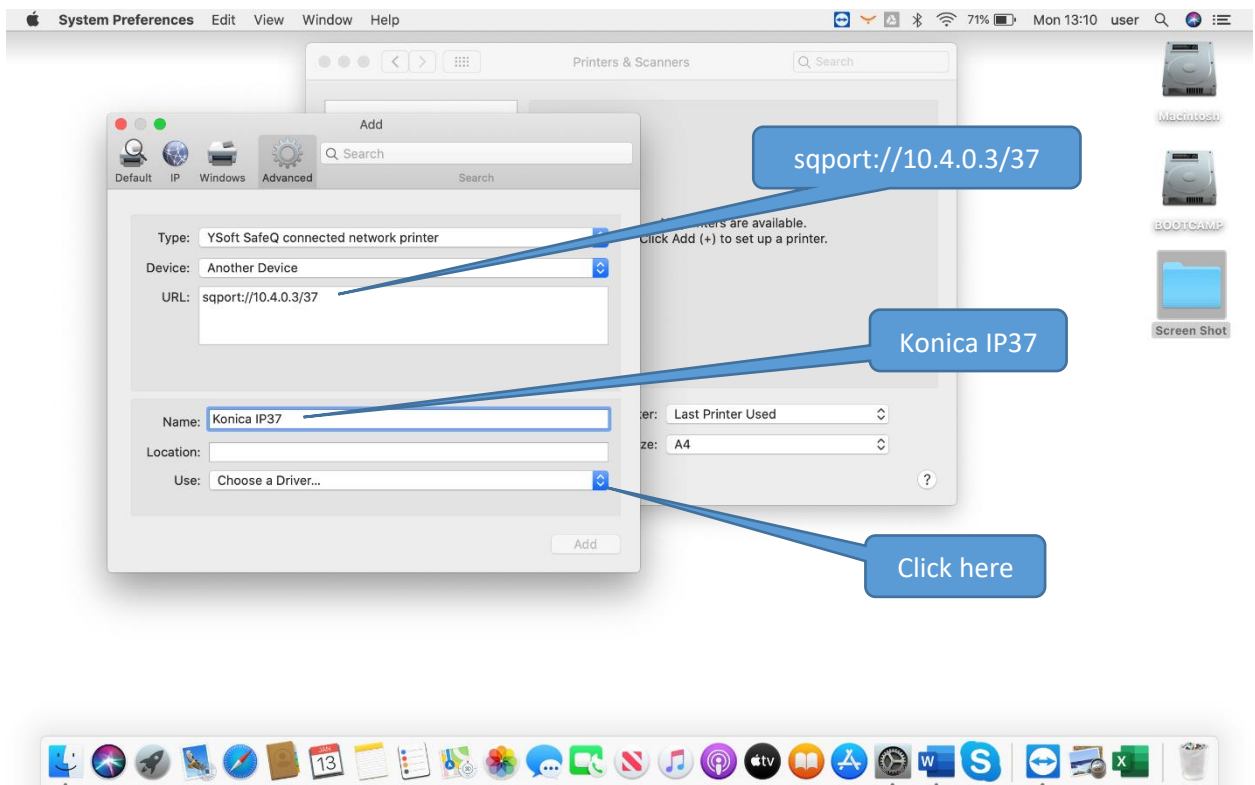 System Preferences Edit View Window Help 71% Mon 13:10 user
Printers & Scanners Search
Macintosh
Add
Search
Default IP Windows Advanced Search
sqport://10.4.0.3/37
BOOTCAMP
ters are available.
Click Add (+) to set up a printer.
Type: YSoft SafeQ connected network printer
Device: Another Device
URL: sqport://10.4.0.3/37
Screen Shot
Konica IP37
Name: Konica IP37
ter: Last Printer Used
Location:
ze: A4
Use: Choose a Driver...
?
Add
Click here
JAN
13
tv
W
S
X